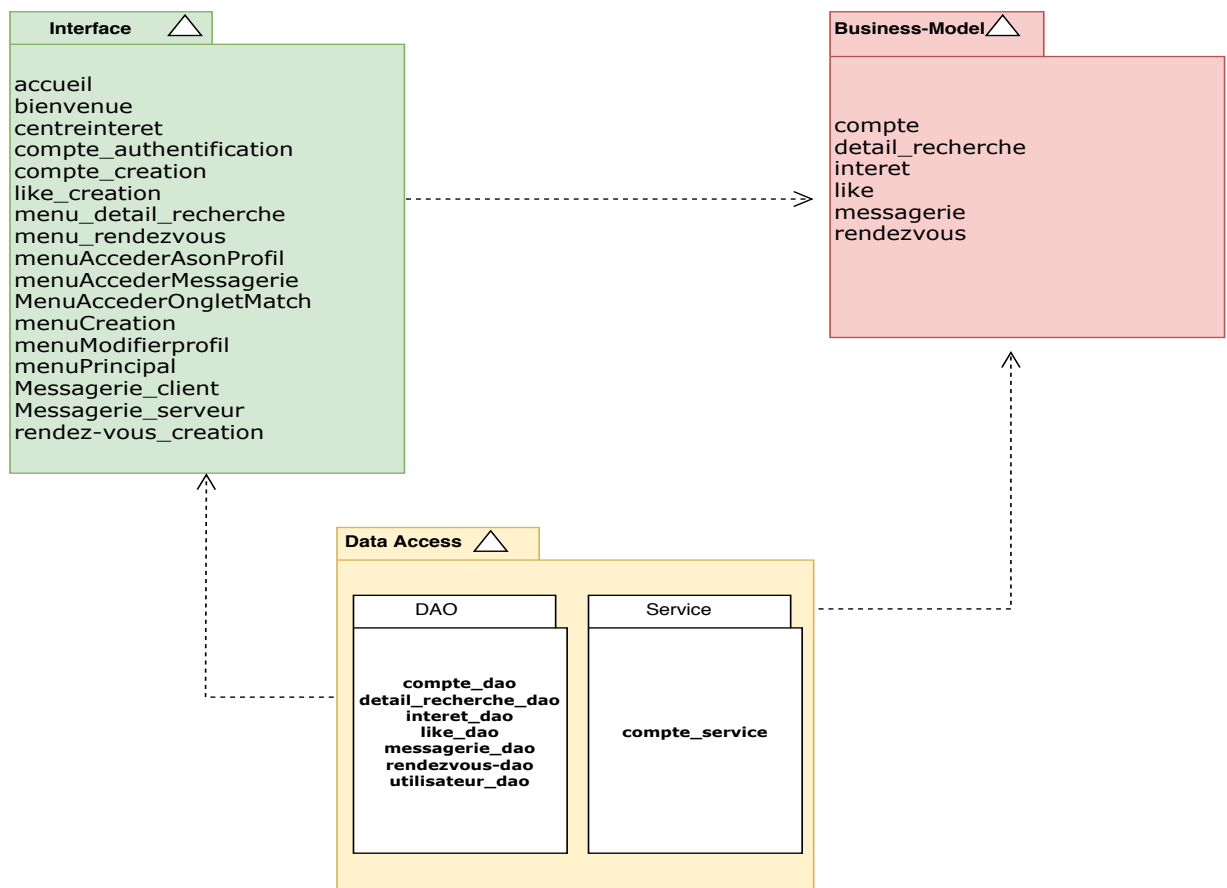 Interface
accueil
bienvenue
centreinteret
compte_authentification
compte_creation
like_creation
menu_detail_recherche
menu_rendezvous
menuAccederAsonProfil
menuAccederMessagerie
MenuAccederOngletMatch
menuCreation
menuModifierprofil
menuPrincipal
Messagerie_client
Messagerie_serveur
rendez-vous_creation
Business-Model
compte
detail_recherche
interet
like
messagerie
rendezvous
Data Access
DAO
compte_dao
detail_recherche_dao
interet_dao
like_dao
messagerie_dao
rendezvous-dao
utilisateur_dao
Service
compte_service